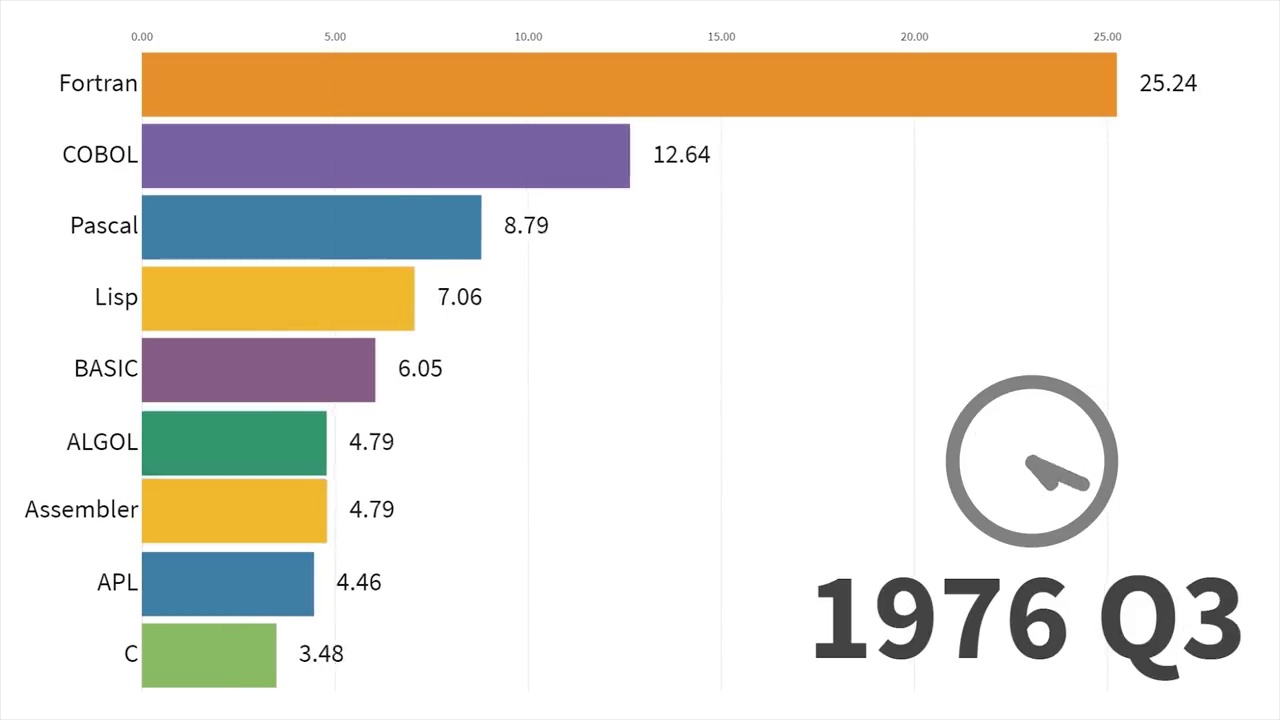 0.00 5.00 10.00 15.00 20.00 25.00
Fortran 25.24
COBOL 12.64
Pascal 8.79
Lisp 7.06
BASIC 6.05
ALGOL 4.79
Assembler 4.79
APL 4.46
C 3.48
1976 Q3